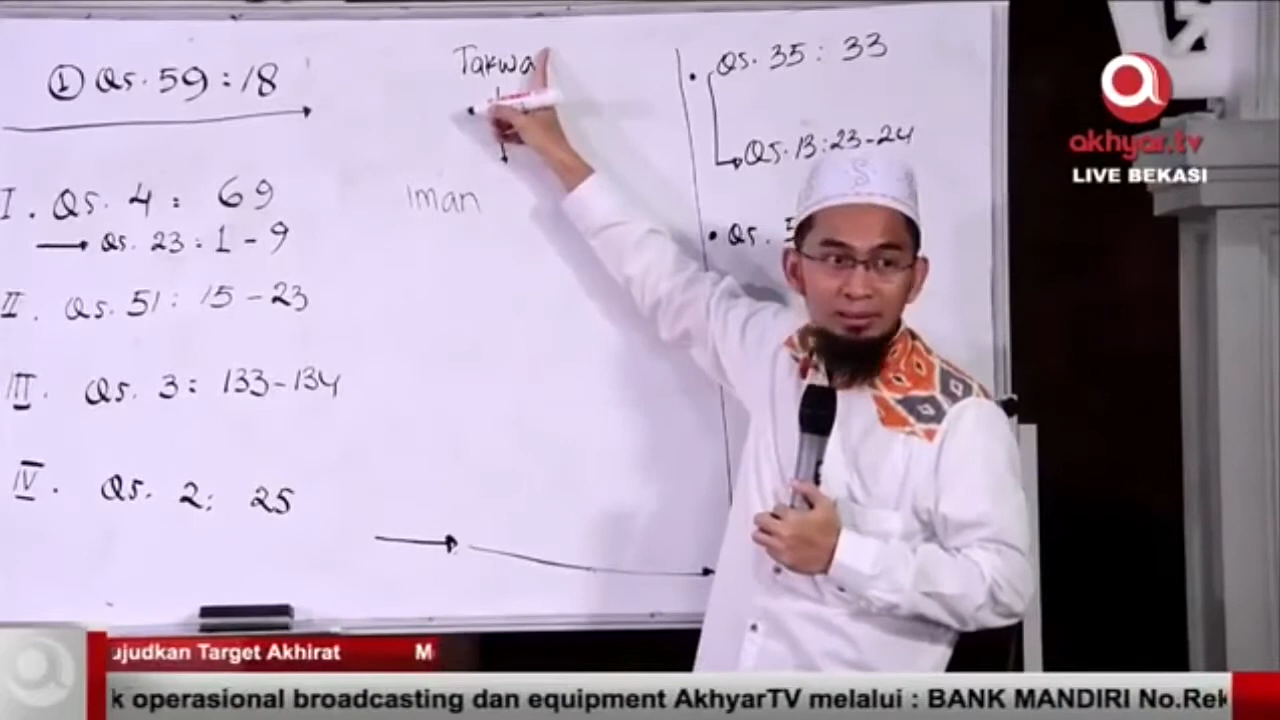 ① Qs. 59 : 18
I. Qs. 4 : 69
Qs. 23 : 1 - 9
II. Qs. 51 : 15 - 23
III. Qs. 3 : 133 - 134
IV. Qs. 2 : 25
Takwa
Iman
• Qs. 35 : 33
Qs. 13 : 23 - 24
• Qs.
akhyar.tv
LIVE BEKASI
ujudkan Target Akhirat M
k operasional broadcasting dan equipment AkhyarTV melalui : BANK MANDIRI No.Rek